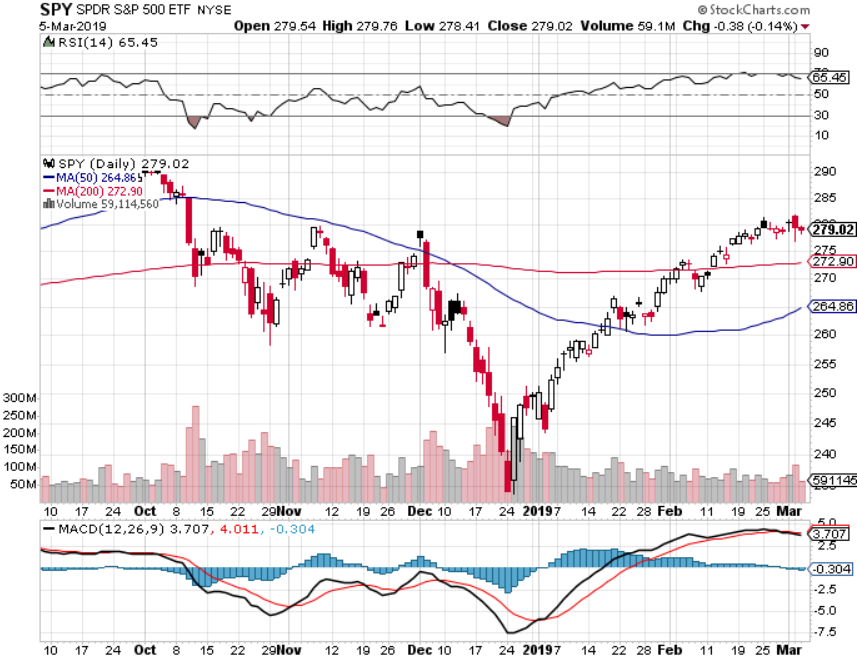 SPY SPDR S&P 500 ETF NYSE © StockCharts.com
5-Mar-2019 Open 279.54 High 279.76 Low 278.41 Close 279.02 Volume 59.1M Chg -0.38 (-0.14%)
RSI(14) 65.45
90
70
65.45
50
30
10
SPY (Daily) 279.02
MA(50) 264.86
MA(200) 272.90
Volume 59,114,560
290
285
280
279.02
275
272.90
270
264.86
260
255
250
245
240
235
300M
250M
200M
150M
100M
50M
591145
10 17 24 Oct 8 15 22 Nov 12 19 26 Dec 10 17 24 2019 7 14 22 28 Feb 11 19 25 Mar
MACD(12,26,9) 3.707, 4.011, -0.304
5.0
3.707
2.5
-0.304
-2.5
-5.0
-7.5
10 17 24 Oct 8 15 22 Nov 12 19 26 Dec 10 17 24 2019 7 14 22 28 Feb 11 19 25 Mar